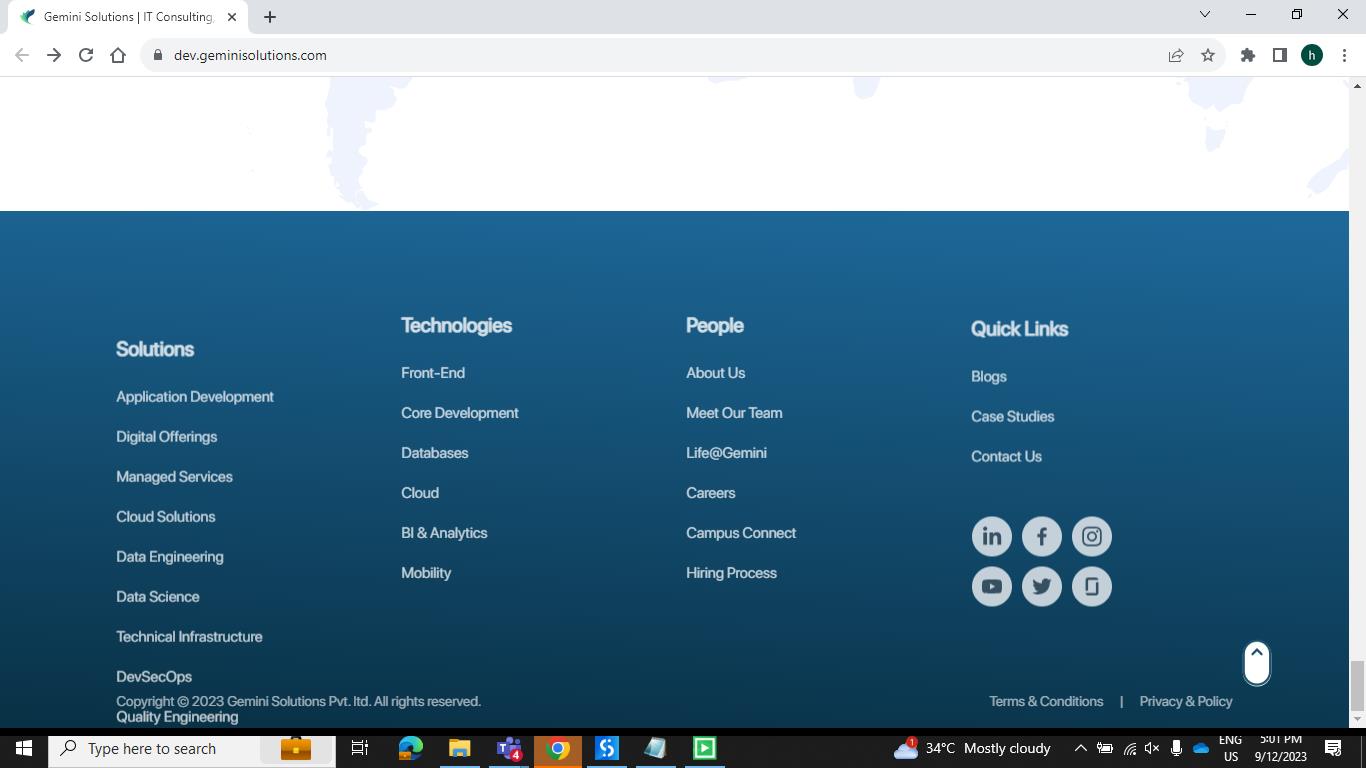 Gemini Solutions | IT Consulting,
dev.geminisolutions.com
h
Solutions
Application Development
Digital Offerings
Managed Services
Cloud Solutions
Data Engineering
Data Science
Technical Infrastructure
DevSecOps
Quality Engineering
Technologies
Front-End
Core Development
Databases
Cloud
BI & Analytics
Mobility
People
About Us
Meet Our Team
Life@Gemini
Careers
Campus Connect
Hiring Process
Quick Links
Blogs
Case Studies
Contact Us
in
f
Copyright © 2023 Gemini Solutions Pvt. ltd. All rights reserved.
Terms & Conditions | Privacy & Policy
Type here to search
4
1
34°C Mostly cloudy
ENG
US
5:01 PM
9/12/2023